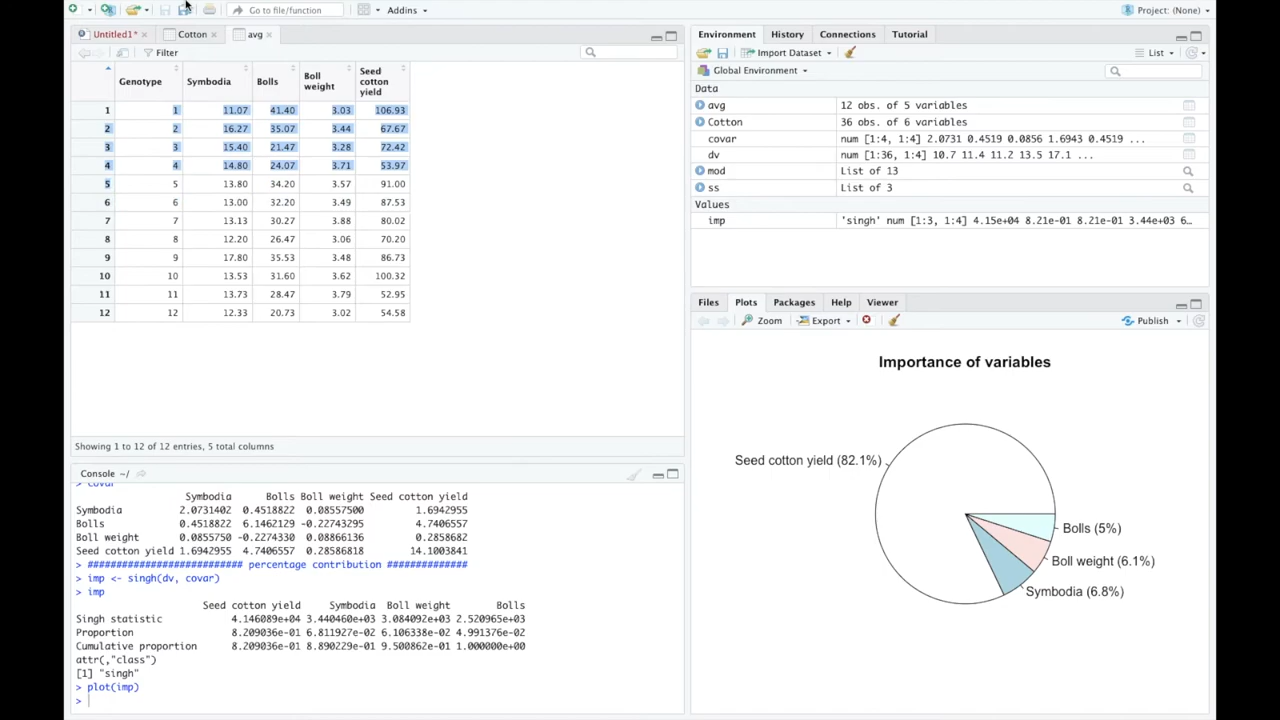 Go to file/function
Addins
Project: (None)
Untitled1*
Cotton
avg
Filter
Genotype Symbodia Bolls Boll weight Seed cotton yield
1 1 11.07 41.40 3.03 106.93
2 2 16.27 35.07 3.44 67.67
3 3 15.40 21.47 3.28 72.42
4 4 14.80 24.07 3.71 53.97
5 5 13.80 34.20 3.57 91.00
6 6 13.00 32.20 3.49 87.53
7 7 13.13 30.27 3.88 80.02
8 8 12.20 26.47 3.06 70.20
9 9 17.80 35.53 3.48 86.73
10 10 13.53 31.60 3.62 100.32
11 11 13.73 28.47 3.79 52.95
12 12 12.33 20.73 3.02 54.58
Showing 1 to 12 of 12 entries, 5 total columns
Console ~/
> covar
Symbodia Bolls Boll weight Seed cotton yield
Symbodia 2.0731402 0.4518822 0.08557500 1.6942955
Bolls 0.4518822 6.1462129 -0.22743295 4.7406557
Boll weight 0.0855750 -0.2274330 0.08866136 0.2858682
Seed cotton yield 1.6942955 4.7406557 0.28586818 14.1003841
> ########################## percentage contribution #############
> imp <- singh(dv, covar)
> imp
Seed cotton yield Symbodia Boll weight Bolls
Singh statistic 4.146089e+04 3.440460e+03 3.084092e+03 2.520965e+03
Proportion 8.209036e-01 6.811927e-02 6.106338e-02 4.991376e-02
Cumulative proportion 8.209036e-01 8.890229e-01 9.500862e-01 1.000000e+00
attr(,"class")
[1] "singh"
> plot(imp)
>
Environment History Connections Tutorial
Import Dataset
List
Global Environment
Data
avg 12 obs. of 5 variables
Cotton 36 obs. of 6 variables
covar num [1:4, 1:4] 2.0731 0.4519 0.0856 1.6943 0.4519 ...
dv num [1:36, 1:4] 10.7 11.4 11.2 13.5 17.1 ...
mod List of 13
ss List of 3
Values
imp 'singh' num [1:3, 1:4] 4.15e+04 8.21e-01 8.21e-01 3.44e+03 6…
Files Plots Packages Help Viewer
Zoom Export Publish
Importance of variables
Seed cotton yield (82.1%)
Bolls (5%)
Boll weight (6.1%)
Symbodia (6.8%)